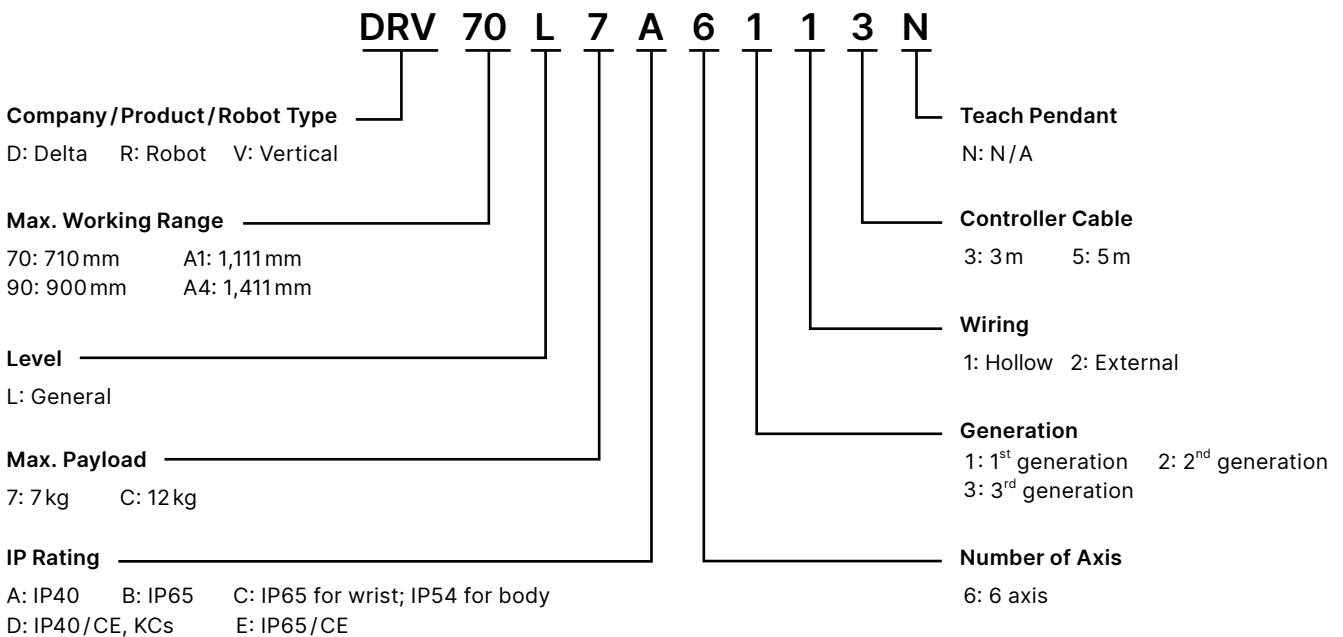 DRV 70 L 7 A 6 1 1 3 N
Company/Product/Robot Type
D: Delta R: Robot V: Vertical
Max. Working Range
70: 710 mm A1: 1,111 mm
90: 900 mm A4: 1,411 mm
Level
L: General
Max. Payload
7: 7 kg C: 12 kg
IP Rating
A: IP40 B: IP65 C: IP65 for wrist; IP54 for body
D: IP40/CE, KCs E: IP65/CE
Teach Pendant
N: N/A
Controller Cable
3: 3 m 5: 5 m
Wiring
1: Hollow 2: External
Generation
1: 1st generation 2: 2nd generation
3: 3rd generation
Number of Axis
6: 6 axis